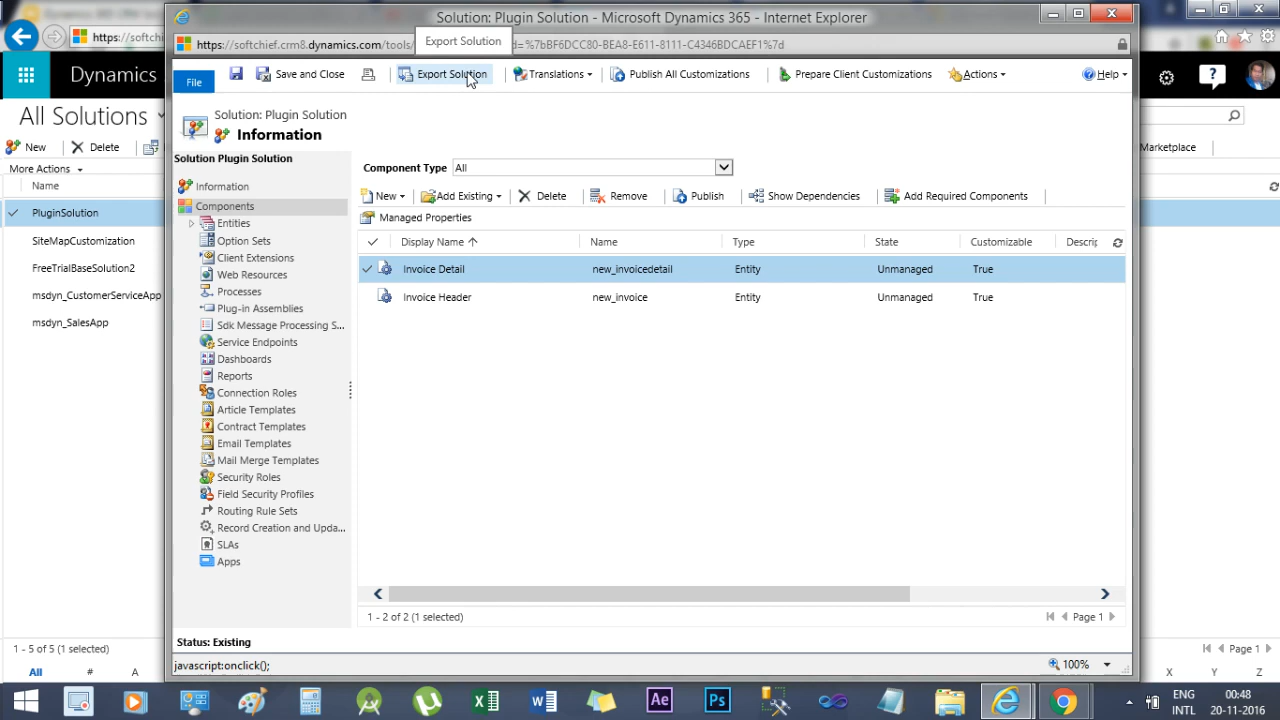 Solution: Plugin Solution - Microsoft Dynamics 365 - Internet Explorer
Export Solution
https://softchief.crm8.dynamics.com/tools/
d=%7bBF6DCC80-BEA8-E611-8111-C4346BDCAEF1%7d
https://softchi
File
Save and Close
Export Solution
Translations
Publish All Customizations
Prepare Client Customizations
Actions
Help
Dynamics
All Solutions
New
Delete
More Actions
Name
PluginSolution
SiteMapCustomization
FreeTrialBaseSolution2
msdyn_CustomerServiceApp
msdyn_SalesApp
Marketplace
Solution: Plugin Solution
Information
Solution Plugin Solution
Information
Components
Entities
Option Sets
Client Extensions
Web Resources
Processes
Plug-in Assemblies
Sdk Message Processing S...
Service Endpoints
Dashboards
Reports
Connection Roles
Article Templates
Contract Templates
Email Templates
Mail Merge Templates
Security Roles
Field Security Profiles
Routing Rule Sets
Record Creation and Upda...
SLAs
Apps
Component Type All
New
Add Existing
Delete
Remove
Publish
Show Dependencies
Add Required Components
Managed Properties
Display Name Name Type State Customizable Descrip
Invoice Detail new_invoicedetail Entity Unmanaged True
Invoice Header new_invoice Entity Unmanaged True
1 - 2 of 2 (1 selected)
Page 1
Status: Existing
javascript:onclick();
100%
1 - 5 of 5 (1 selected)
Page 1
All # A
X Y Z
Ae
Ps
ENG
INTL
00:48
20-11-2016